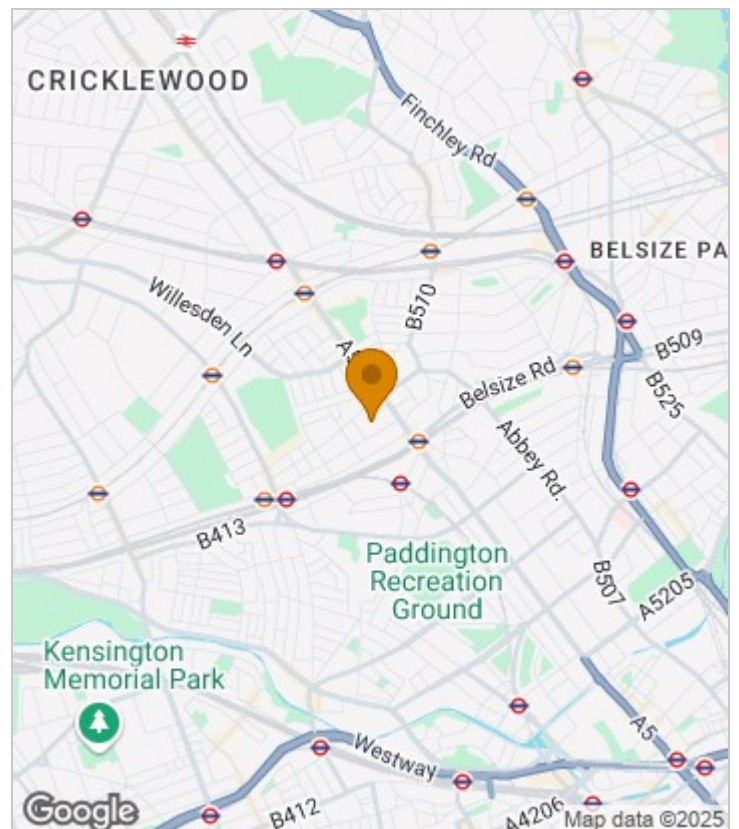 CRICKLEWOOD
Finchley Rd
BELSIZE PA
Willesden Ln
B570
B509
Belsize Rd
B525
Abbey Rd.
B413
Paddington
Recreation
Ground
B507
A5205
Kensington
Memorial Park
A5
Westway
B412
A4206
Google
Map data ©2025